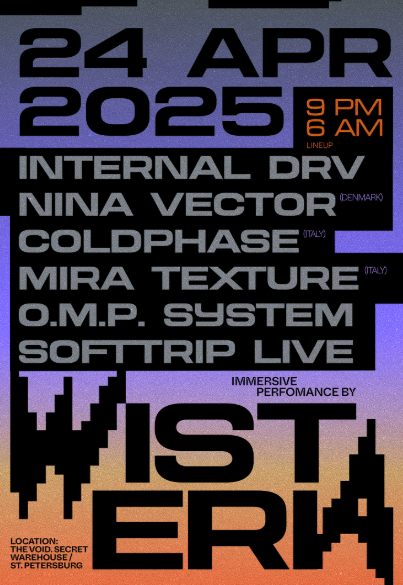 24 APR
2025
9 PM
6 AM
LINEUP
INTERNAL DRV
NINA VECTOR (DENMARK)
COLDPHASE (ITALY)
MIRA TEXTURE (ITALY)
O.M.P. SYSTEM
SOFTTRIP LIVE
IMMERSIVE
PERFOMANCE BY
WIST
ERIA
LOCATION:
THE VOID. SECRET
WAREHOUSE /
ST. PETERSBURG